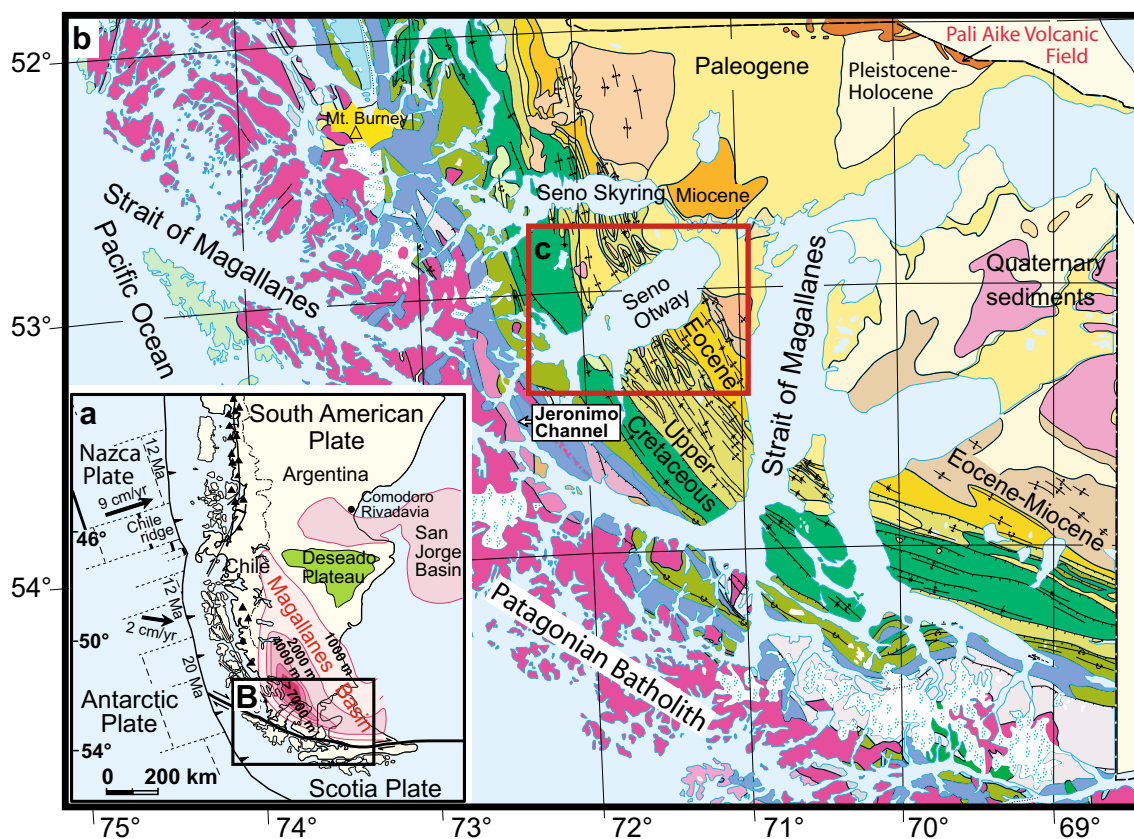 b
52°
53°
54°
Pali Aike Volcanic
Field
Paleogene
Pleistocene-
Holocene
Mt. Burney
Seno Skyring
Miocene
Strait of Magallanes
Pacific Ocean
c
Seno
Otway
Eocene
Strait of Magallanes
Quaternary
sediments
Jeronimo
Channel
Upper-
Cretaceous
Eocene-Miocene
Patagonian Batholith
a
South American
Plate
Nazca
Plate
12 Ma
9 cm/yr
Chile
ridge
46°
Argentina
Comodoro
Rivadavia
San
Jorge
Basin
Deseado
Plateau
Chile
Magallanes
Basin
1000 m
2000 m
4000 m
>7000 m
12 Ma
2 cm/yr
50°
20 Ma
Antarctic
Plate
B
54°
0 200 km
Scotia Plate
75° 74 73 72 71 70 69°